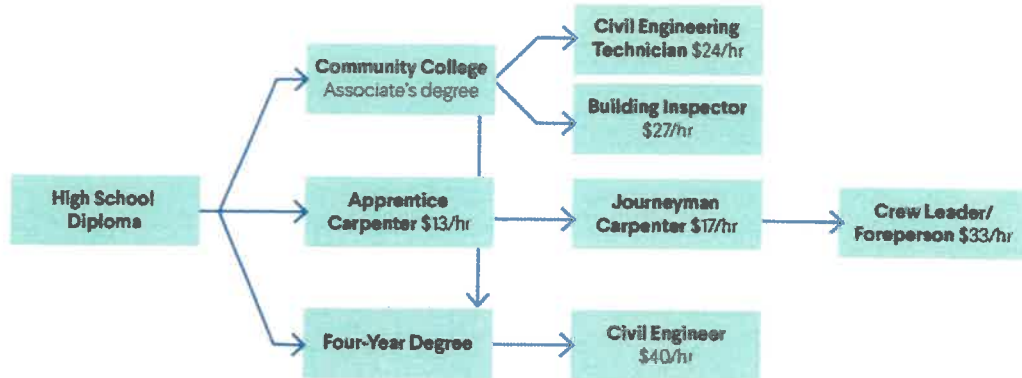 Civil Engineering
Technician $24/hr
Community College
Associate's degree
Building Inspector
$27/hr
High School
Diploma
Apprentice
Carpenter $13/hr
Journeyman
Carpenter $17/hr
Crew Leader/
Foreperson $33/hr
Four-Year Degree
Civil Engineer
$40/hr